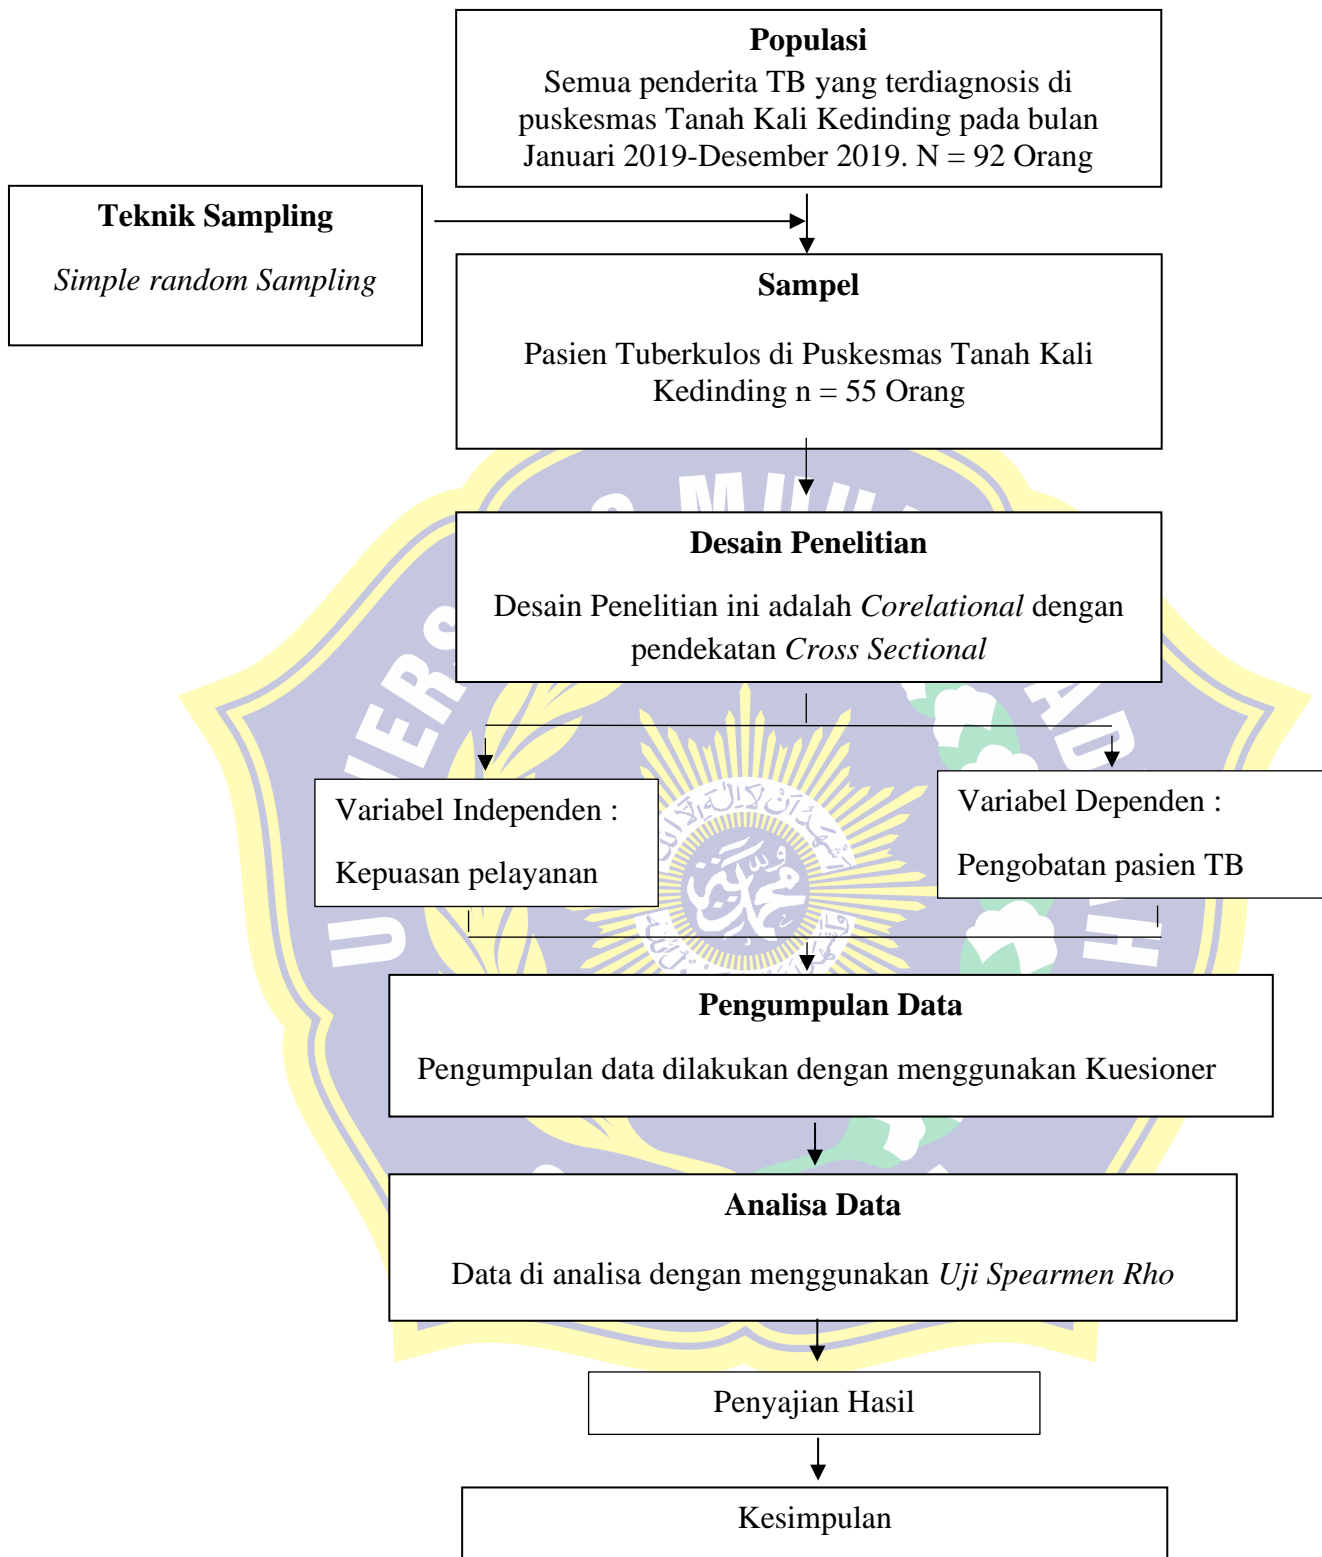 Populasi
Semua penderita TB yang terdiagnosis di
puskesmas Tanah Kali Kedinding pada bulan
Januari 2019-Desember 2019. N = 92 Orang
Teknik Sampling
Simple random Sampling
Sampel
Pasien Tuberkulos di Puskesmas Tanah Kali
Kedinding n = 55 Orang
Desain Penelitian
Desain Penelitian ini adalah Corelational dengan
pendekatan Cross Sectional
Variabel Independen :
Kepuasan pelayanan
Variabel Dependen :
Pengobatan pasien TB
Pengumpulan Data
Pengumpulan data dilakukan dengan menggunakan Kuesioner
Analisa Data
Data di analisa dengan menggunakan Uji Spearmen Rho
Penyajian Hasil
Kesimpulan